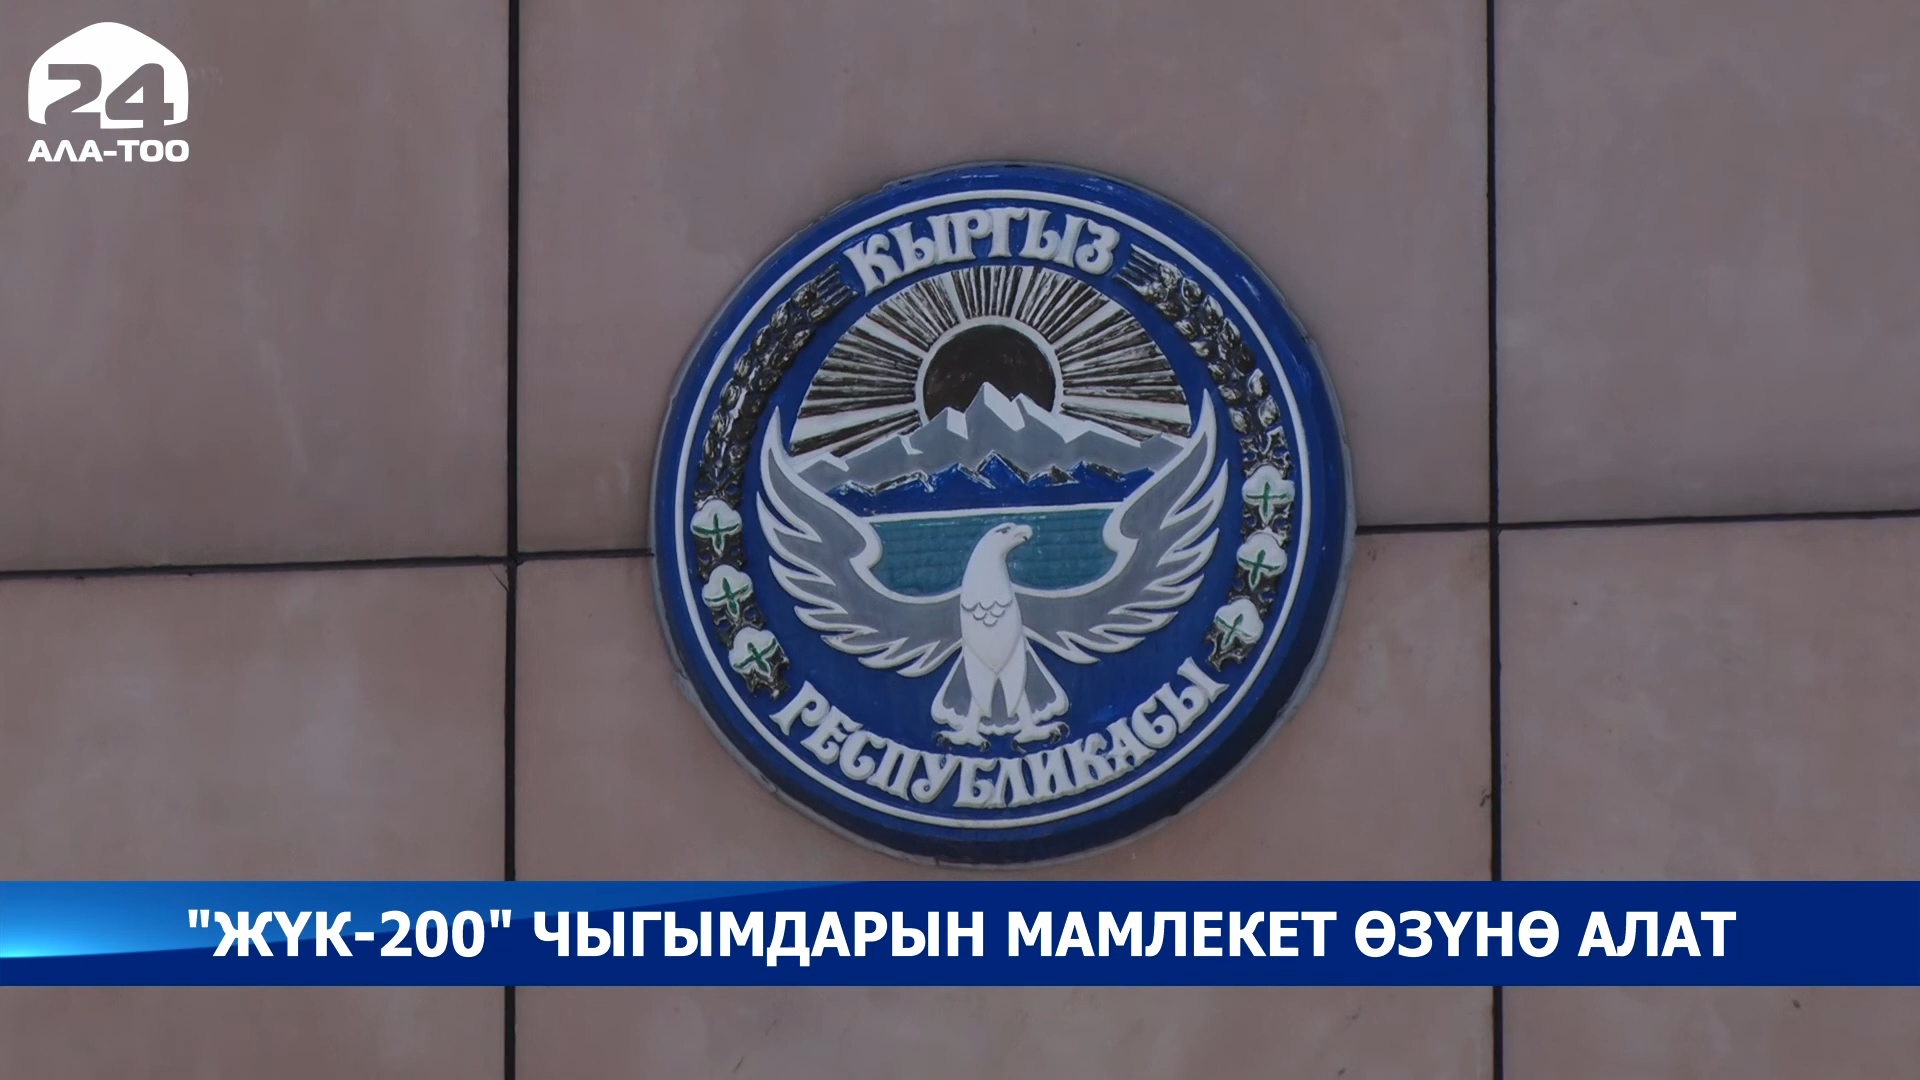 24
АЛА-ТОО
КЫРГЫЗ
РЕСПУБЛИКАСЫ
"ЖҮК-200" ЧЫГЫМДАРЫН МАМЛЕКЕТ ӨЗҮНӨ АЛАТ